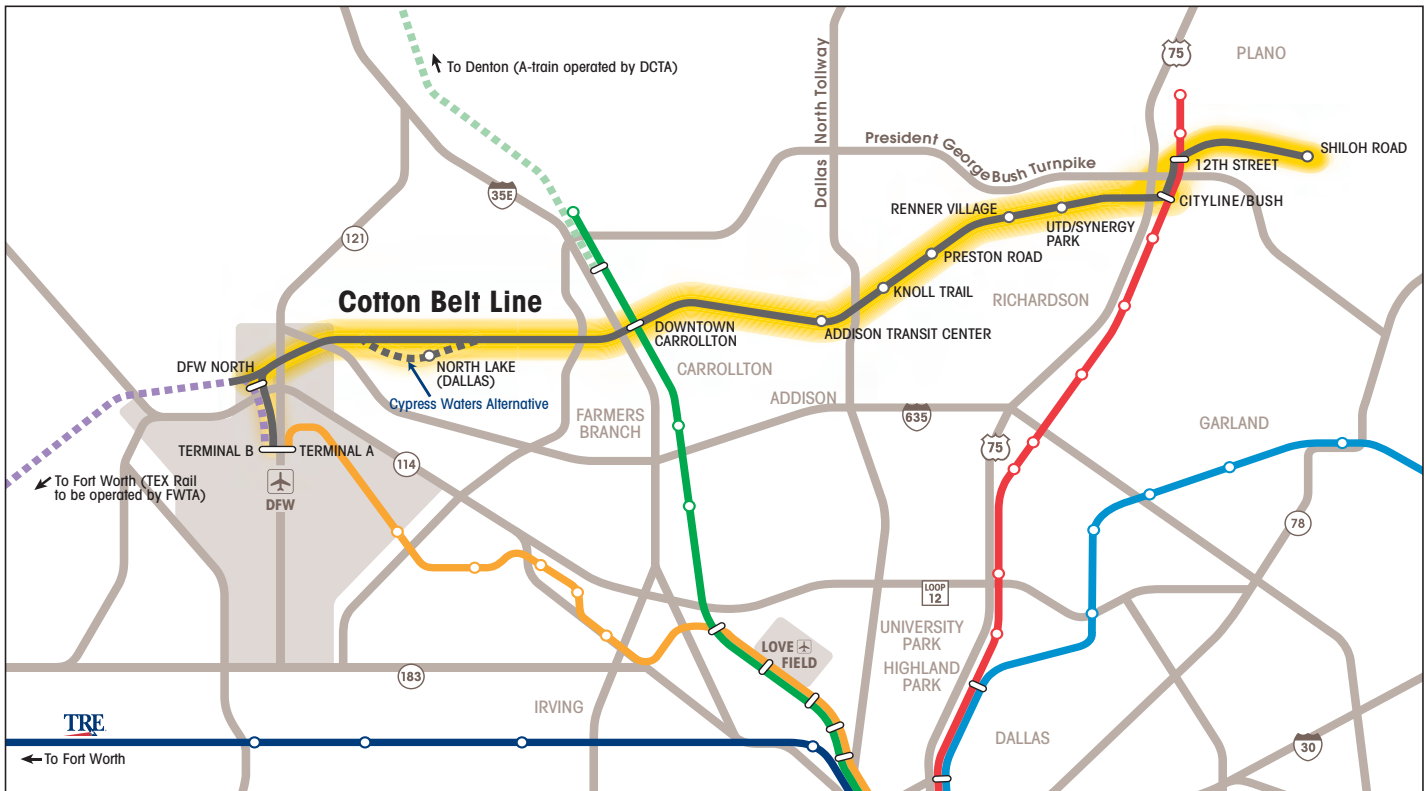 To Denton (A-train operated by DCTA)
75
PLANO
Dallas North Tollway
President George Bush Turnpike
SHILOH ROAD
12TH STREET
35E
CITYLINE/BUSH
RENNER VILLAGE
UTD/SYNERGY
PARK
121
PRESTON ROAD
KNOLL TRAIL
RICHARDSON
Cotton Belt Line
DOWNTOWN
CARROLLTON
ADDISON TRANSIT CENTER
DFW NORTH
NORTH LAKE
(DALLAS)
CARROLLTON
Cypress Waters Alternative
ADDISON
FARMERS
BRANCH
635
GARLAND
75
TERMINAL B
TERMINAL A
114
To Fort Worth (TEX Rail
to be operated by FWTA)
DFW
78
LOOP
12
UNIVERSITY
PARK
LOVE
FIELD
HIGHLAND
PARK
183
IRVING
TRE
DALLAS
30
To Fort Worth